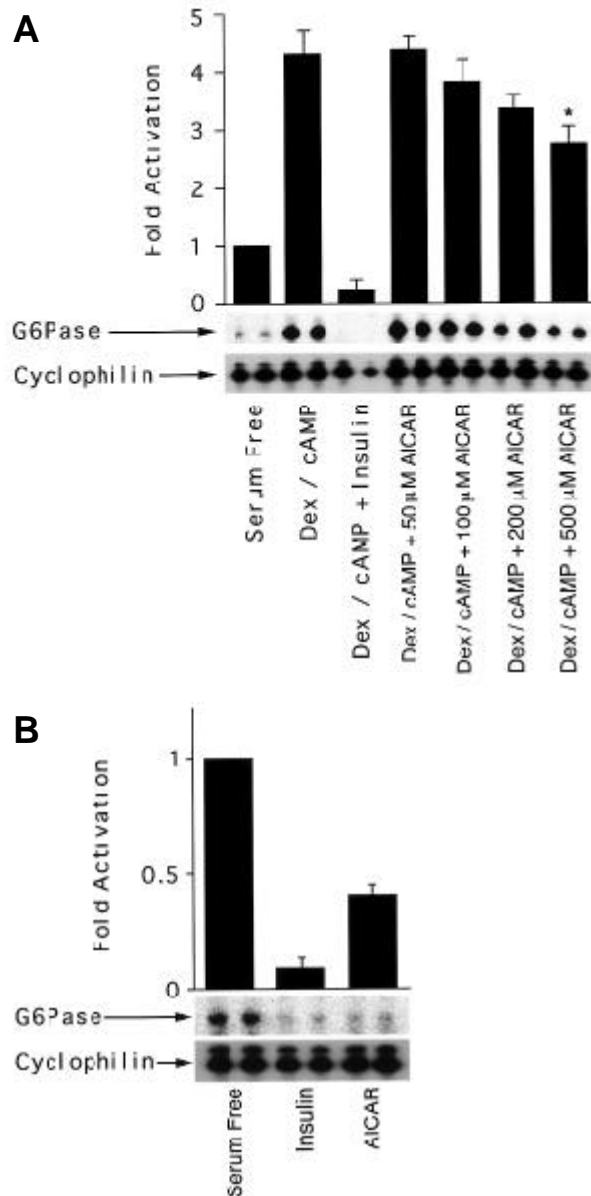 A
Fold Activation
5
4
3
2
1
0
*
G6Pase
Cyclophilin
Serum Free
Dex / cAMP
Dex / cAMP + Insulin
Dex / cAMP + 50 μM AICAR
Dex / cAMP + 100 μM AICAR
Dex / cAMP + 200 μM AICAR
Dex / cAMP + 500 μM AICAR
B
Fold Activation
1
0.5
0
G6Pase
Cyclophilin
Serum Free
Insulin
AICAR